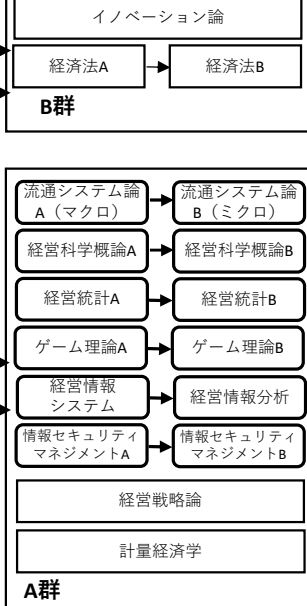 イノベーション論
経済法A 経済法B
B群
流通システム論 流通システム論
A（マクロ） B（ミクロ）
経営科学概論A 経営科学概論B
経営統計A 経営統計B
ゲーム理論A ゲーム理論B
経営情報
システム 経営情報分析
情報セキュリティ 情報セキュリティ
マネジメントA マネジメントB
経営戦略論
計量経済学
A群